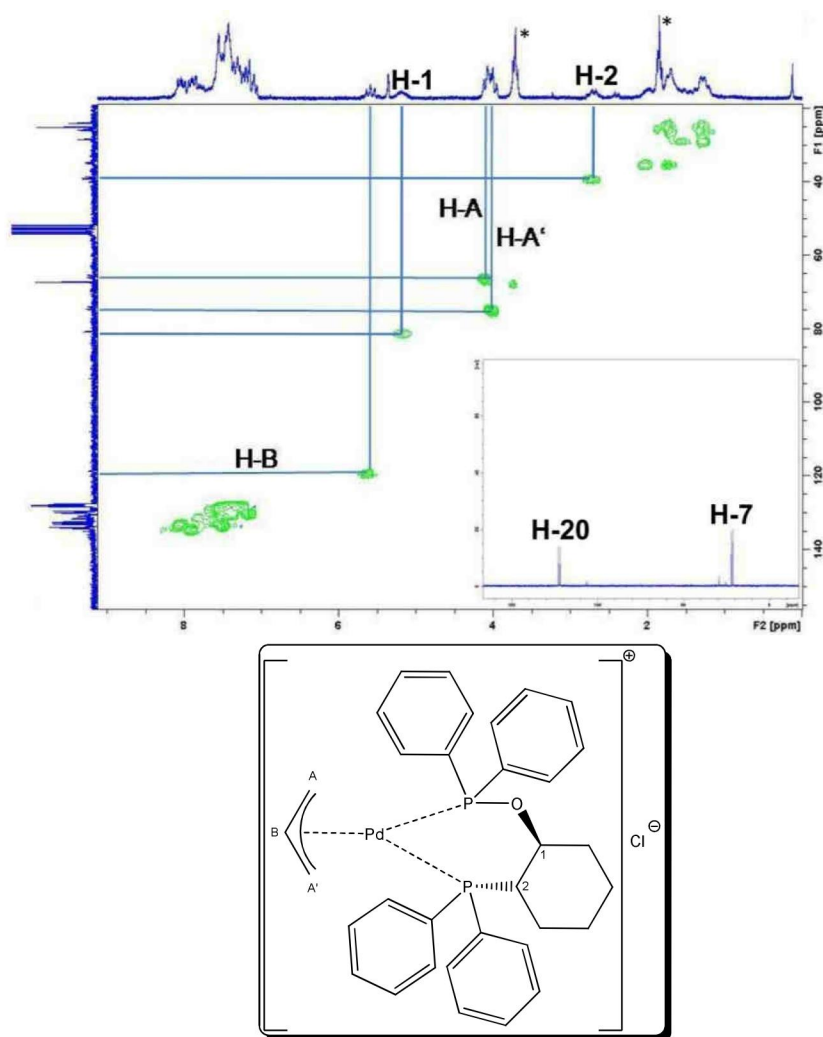 * *
H-1 H-2
H-A
H-A'
H-B
H-20 H-7
F1 [ppm]
40
60
80
100
120
140
8 6 4 2 F2 [ppm]
⊕
A
B
A'
Pd
P O
P
1
2
Cl ⊖